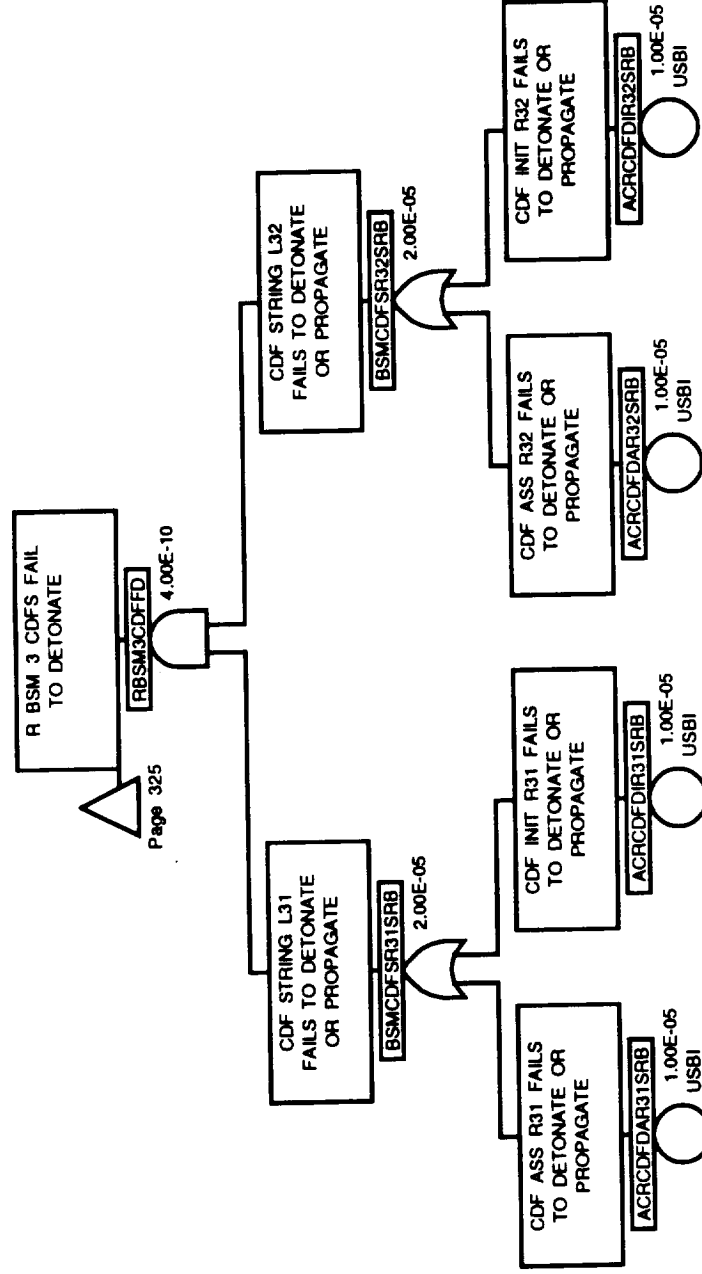 R BSM 3 CDFS FAIL
TO DETONATE
RBSM3CDFFD
4.00E-10
Page 325
CDF STRING L31
FAILS TO DETONATE
OR PROPAGATE
BSMCDFSR31SRB
2.00E-05
CDF STRING L32
FAILS TO DETONATE
OR PROPAGATE
BSMCDFSR32SRB
2.00E-05
CDF ASS R31 FAILS
TO DETONATE OR
PROPAGATE
ACRCDFDAR31SRB
1.00E-05
USBI
CDF INIT R31 FAILS
TO DETONATE OR
PROPAGATE
ACRCDFDIR31SRB
1.00E-05
USBI
CDF ASS R32 FAILS
TO DETONATE OR
PROPAGATE
ACRCDFDAR32SRB
1.00E-05
USBI
CDF INIT R32 FAILS
TO DETONATE OR
PROPAGATE
ACRCDFDIR32SRB
1.00E-05
USBI